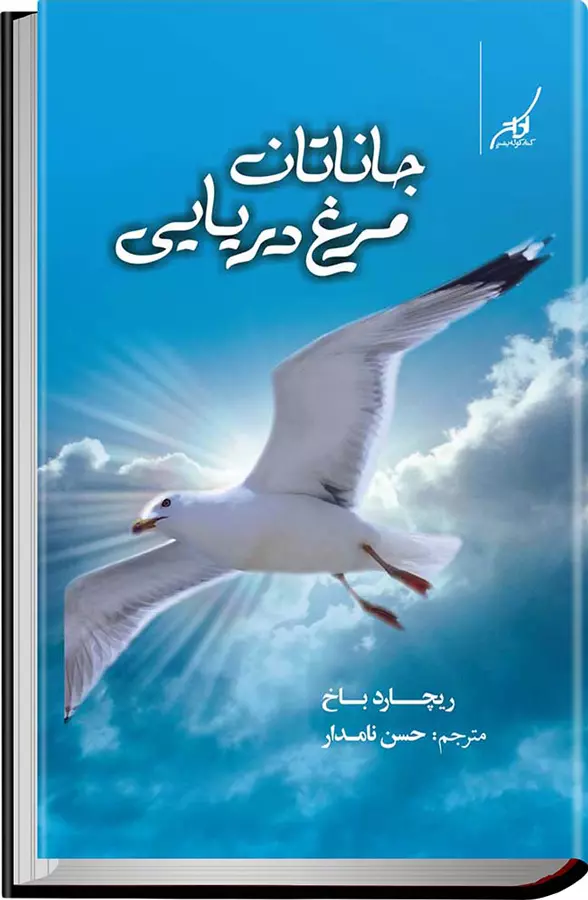 جاناتان
مرغ دریایی
ریچارد باخ
مترجم: حسن نامدار